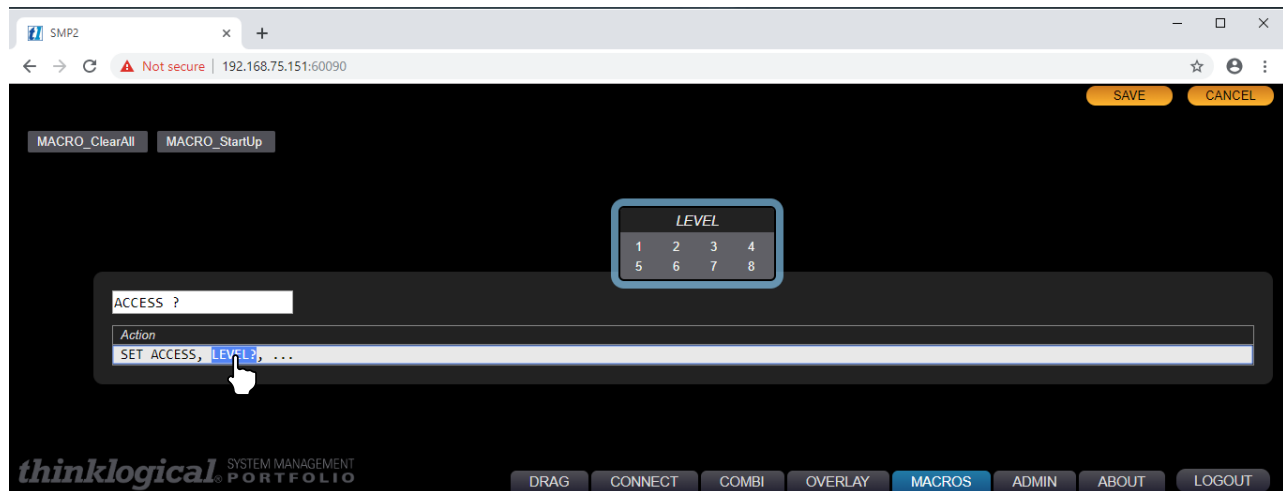 SMP2
Not secure | 192.168.75.151:60090
SAVE CANCEL
MACRO_ClearAll MACRO_StartUp
LEVEL
1 2 3 4
5 6 7 8
ACCESS ?
Action
SET ACCESS, LEVEL?, ...
thinklogical® SYSTEM MANAGEMENT
PORTFOLIO
DRAG CONNECT COMBI OVERLAY MACROS ADMIN ABOUT LOGOUT